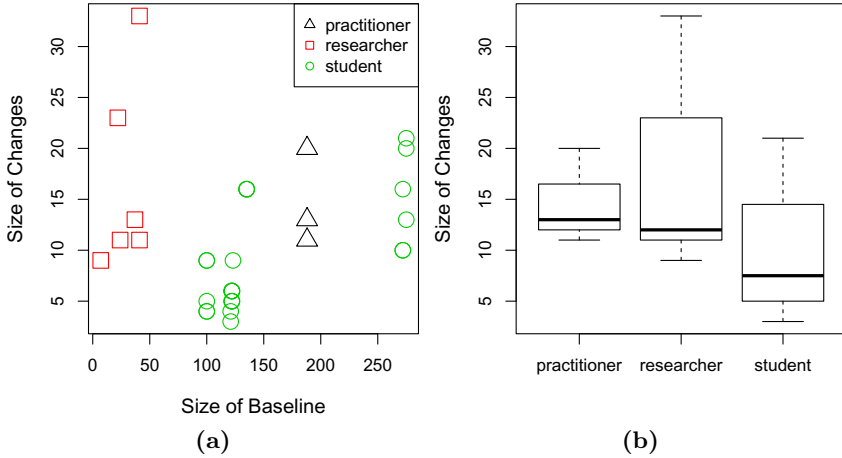 practitioner
researcher
student
Size of Changes
30
25
20
15
10
5
0 50 100 150 200 250
Size of Baseline
(a)
Size of Changes
30
25
20
15
10
5
practitioner researcher student
(b)